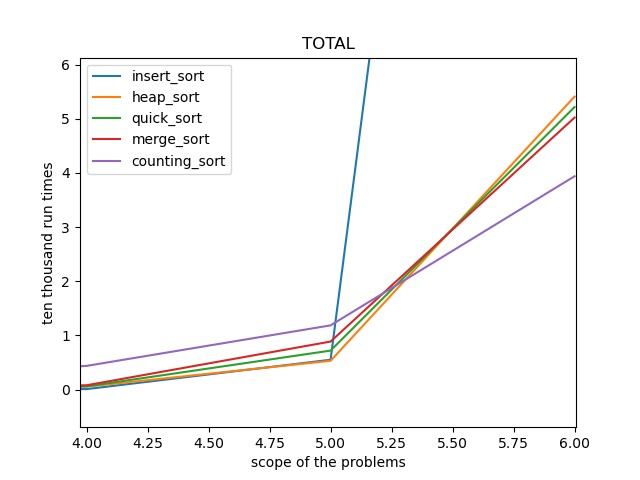 TOTAL
ten thousand run times
6
5
4
3
2
1
0
insert_sort
heap_sort
quick_sort
merge_sort
counting_sort
4.00 4.25 4.50 4.75 5.00 5.25 5.50 5.75 6.00
scope of the problems